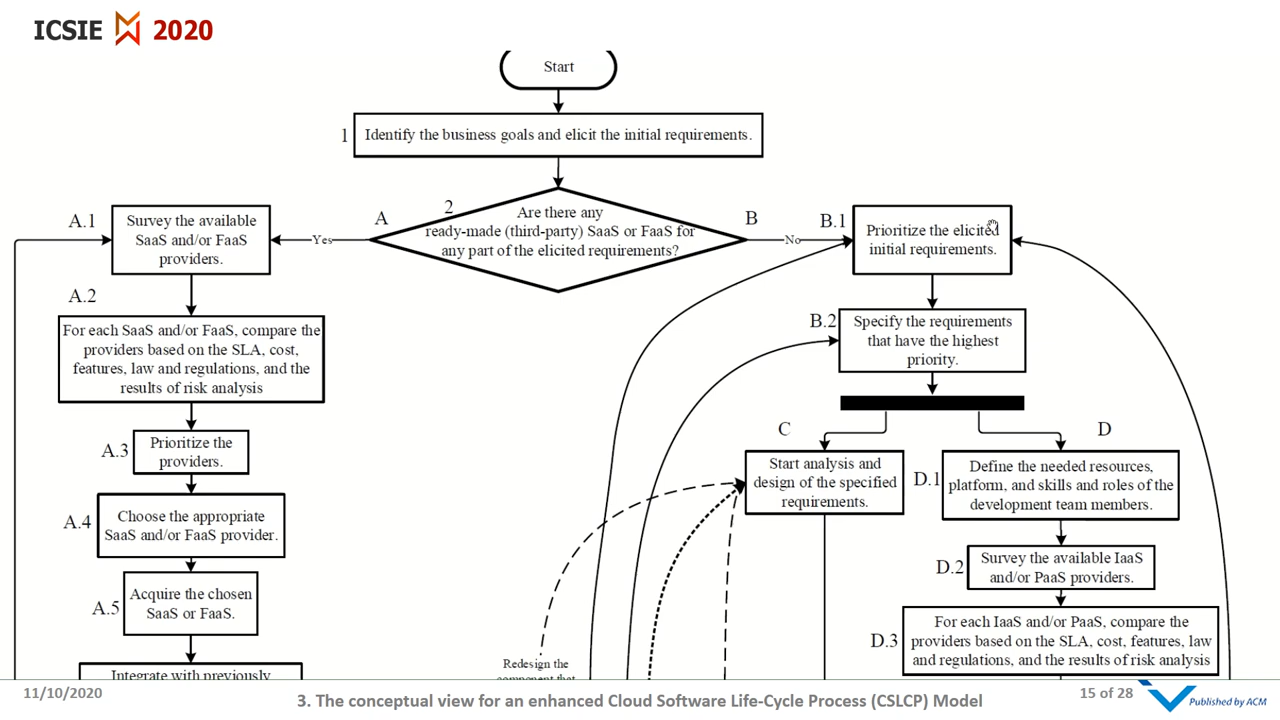 ICSIE 2020
Start
1
Identify the business goals and elicit the initial requirements.
2
Are there any
ready-made (third-party) SaaS or FaaS for
any part of the elicited requirements?
A
Yes
B
No
A.1
Survey the available
SaaS and/or FaaS
providers.
A.2
For each SaaS and/or FaaS, compare the
providers based on the SLA, cost,
features, law and regulations, and the
results of risk analysis
A.3
Prioritize the
providers.
A.4
Choose the appropriate
SaaS and/or FaaS provider.
A.5
Acquire the chosen
SaaS or FaaS.
Integrate with previously
B.1
Prioritize the elicited
initial requirements.
B.2
Specify the requirements
that have the highest
priority.
C
Start analysis and
design of the specified
requirements.
Redesign the
component that
D
D.1
Define the needed resources,
platform, and skills and roles of the
development team members.
D.2
Survey the available IaaS
and/or PaaS providers.
D.3
For each IaaS and/or PaaS, compare the
providers based on the SLA, cost, features, law
and regulations, and the results of risk analysis
11/10/2020
3. The conceptual view for an enhanced Cloud Software Life-Cycle Process (CSLCP) Model
15 of 28
Published by ACM